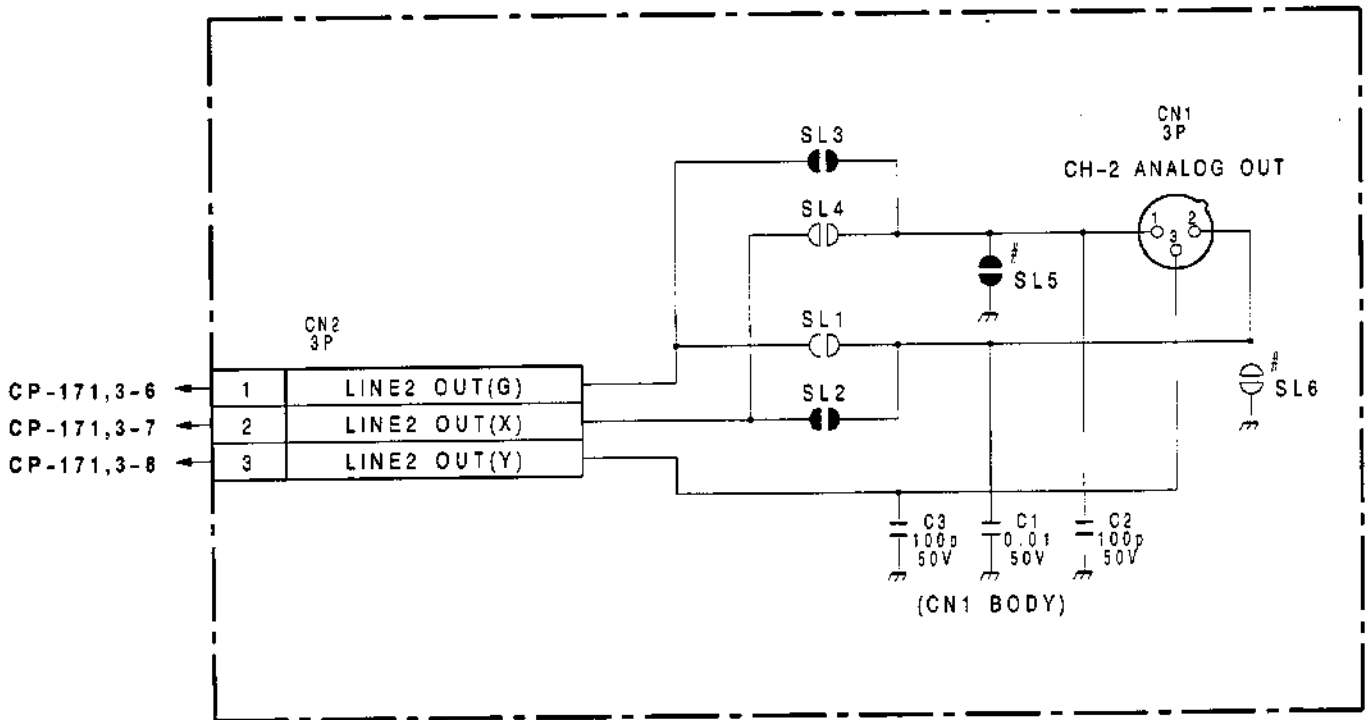 CN1
3P
CH-2 ANALOG OUT
1 2
3
SL3
SL4
#
SL5
SL1
SL2
#
SL6
CN2
3P
CP-171,3-6 1 LINE2 OUT(G)
CP-171,3-7 2 LINE2 OUT(X)
CP-171,3-8 3 LINE2 OUT(Y)
C3
100p
50V
C1
0.01
50V
C2
100p
50V
(CN1 BODY)